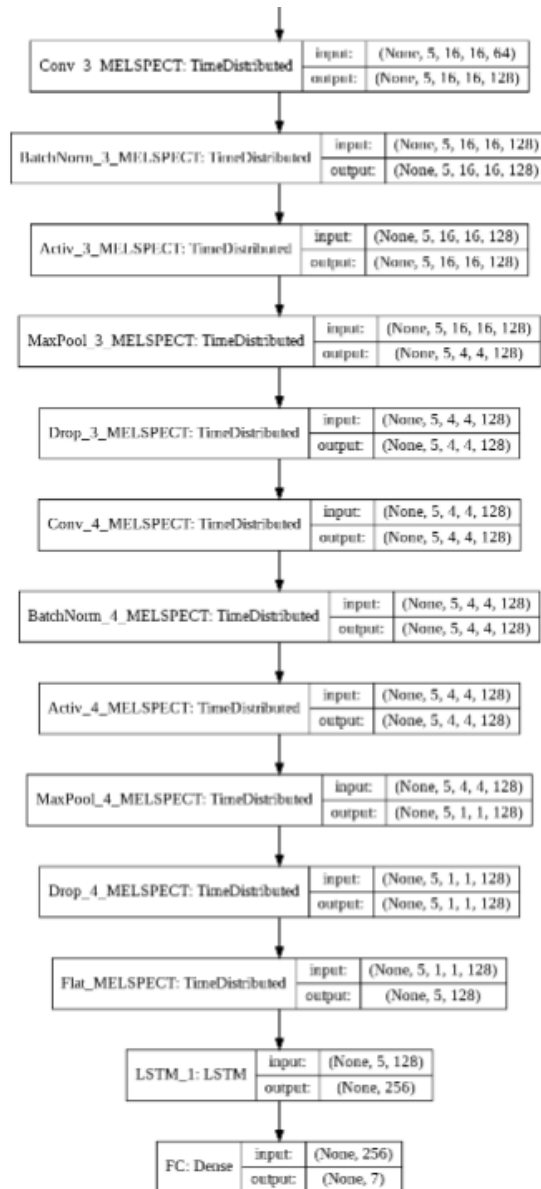 Conv_3_MELSPECT: TimeDistributed
input: (None, 5, 16, 16, 64)
output: (None, 5, 16, 16, 128)
BatchNorm_3_MELSPECT: TimeDistributed
input: (None, 5, 16, 16, 128)
output: (None, 5, 16, 16, 128)
Activ_3_MELSPECT: TimeDistributed
input: (None, 5, 16, 16, 128)
output: (None, 5, 16, 16, 128)
MaxPool_3_MELSPECT: TimeDistributed
input: (None, 5, 16, 16, 128)
output: (None, 5, 4, 4, 128)
Drop_3_MELSPECT: TimeDistributed
input: (None, 5, 4, 4, 128)
output: (None, 5, 4, 4, 128)
Conv_4_MELSPECT: TimeDistributed
input: (None, 5, 4, 4, 128)
output: (None, 5, 4, 4, 128)
BatchNorm_4_MELSPECT: TimeDistributed
input: (None, 5, 4, 4, 128)
output: (None, 5, 4, 4, 128)
Activ_4_MELSPECT: TimeDistributed
input: (None, 5, 4, 4, 128)
output: (None, 5, 4, 4, 128)
MaxPool_4_MELSPECT: TimeDistributed
input: (None, 5, 4, 4, 128)
output: (None, 5, 1, 1, 128)
Drop_4_MELSPECT: TimeDistributed
input: (None, 5, 1, 1, 128)
output: (None, 5, 1, 1, 128)
Flat_MELSPECT: TimeDistributed
input: (None, 5, 1, 1, 128)
output: (None, 5, 128)
LSTM_1: LSTM
input: (None, 5, 128)
output: (None, 256)
FC: Dense
input: (None, 256)
output: (None, 7)